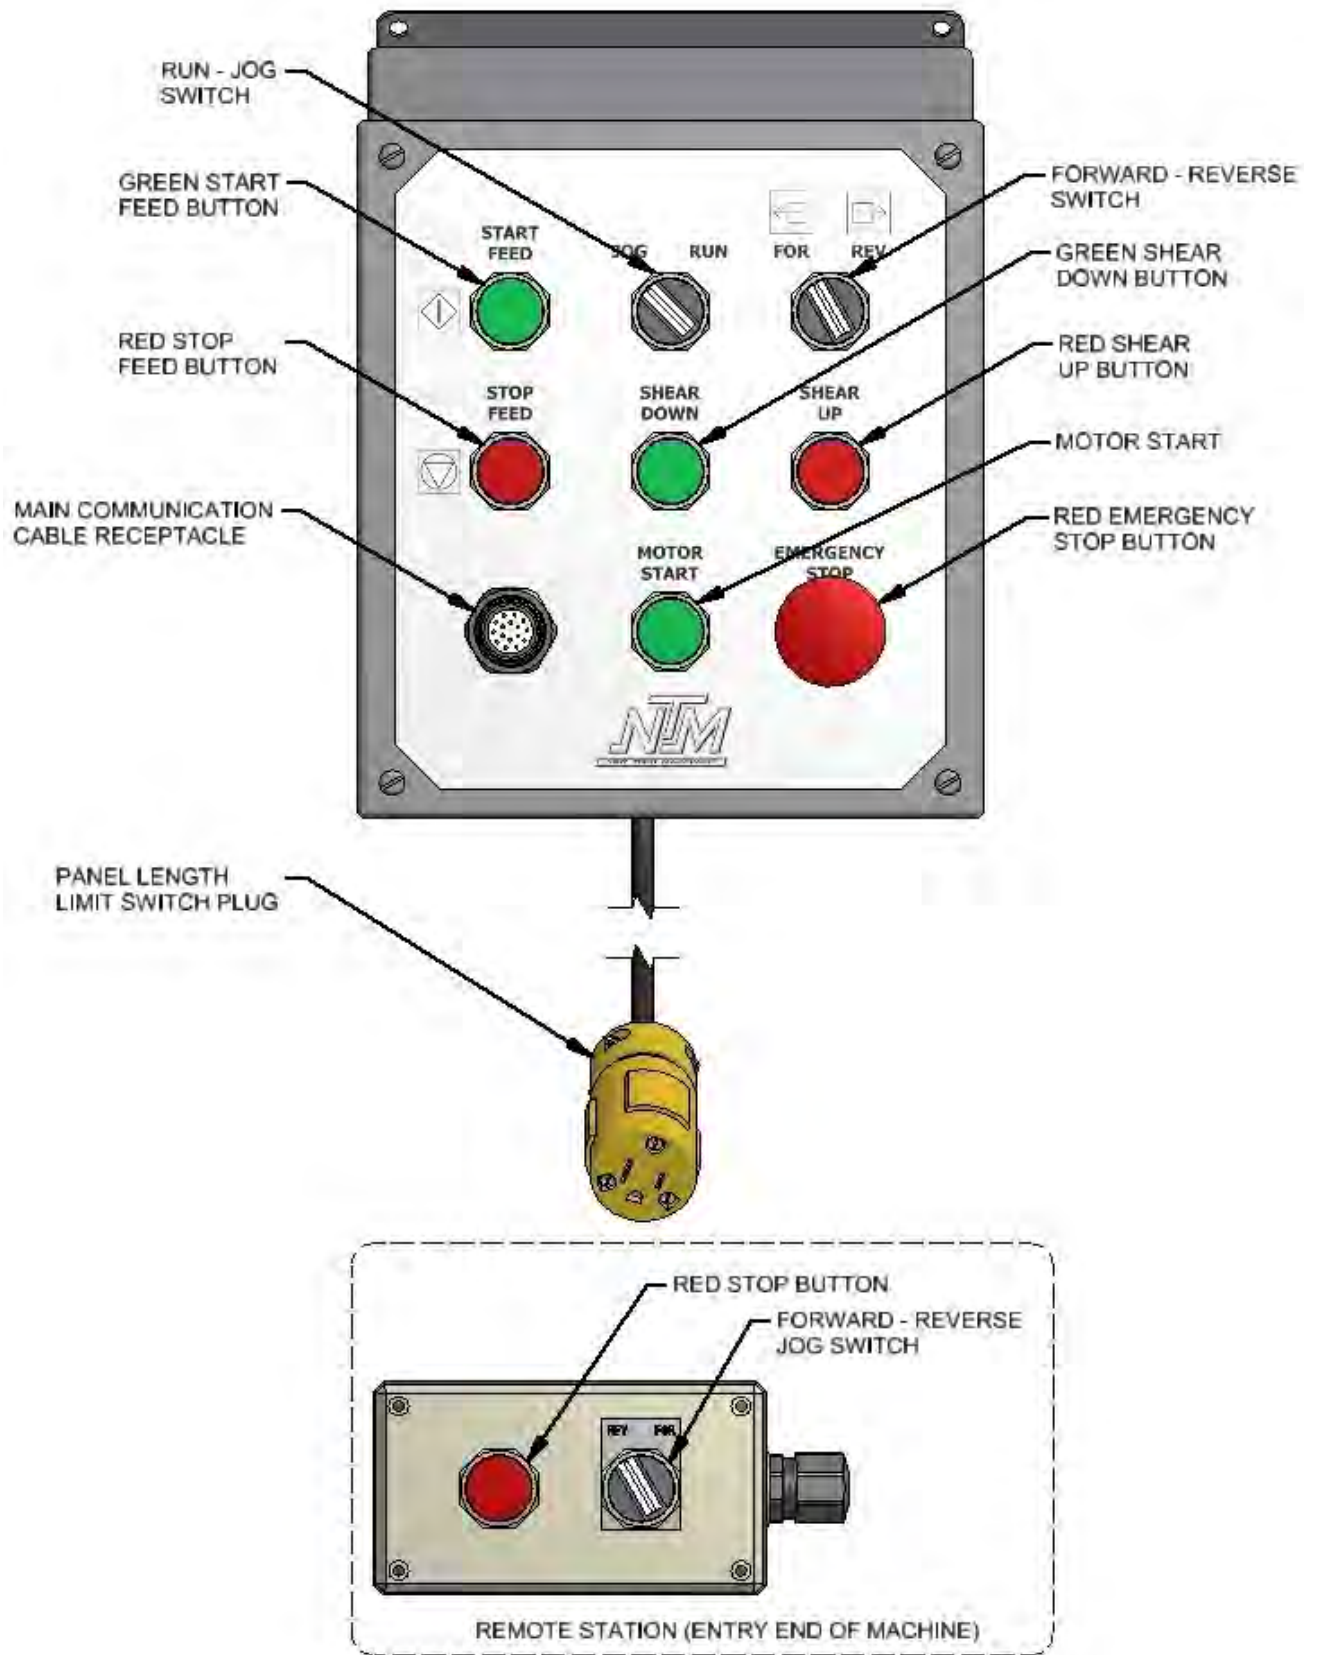 RUN - JOG
SWITCH
GREEN START
FEED BUTTON
RED STOP
FEED BUTTON
MAIN COMMUNICATION
CABLE RECEPTACLE
START
FEED
JOG RUN
FOR REV
STOP
FEED
SHEAR
DOWN
SHEAR
UP
MOTOR
START
EMERGENCY
STOP
NTM
FORWARD - REVERSE
SWITCH
GREEN SHEAR
DOWN BUTTON
RED SHEAR
UP BUTTON
MOTOR START
RED EMERGENCY
STOP BUTTON
PANEL LENGTH
LIMIT SWITCH PLUG
RED STOP BUTTON
FORWARD - REVERSE
JOG SWITCH
REV FOR
REMOTE STATION (ENTRY END OF MACHINE)